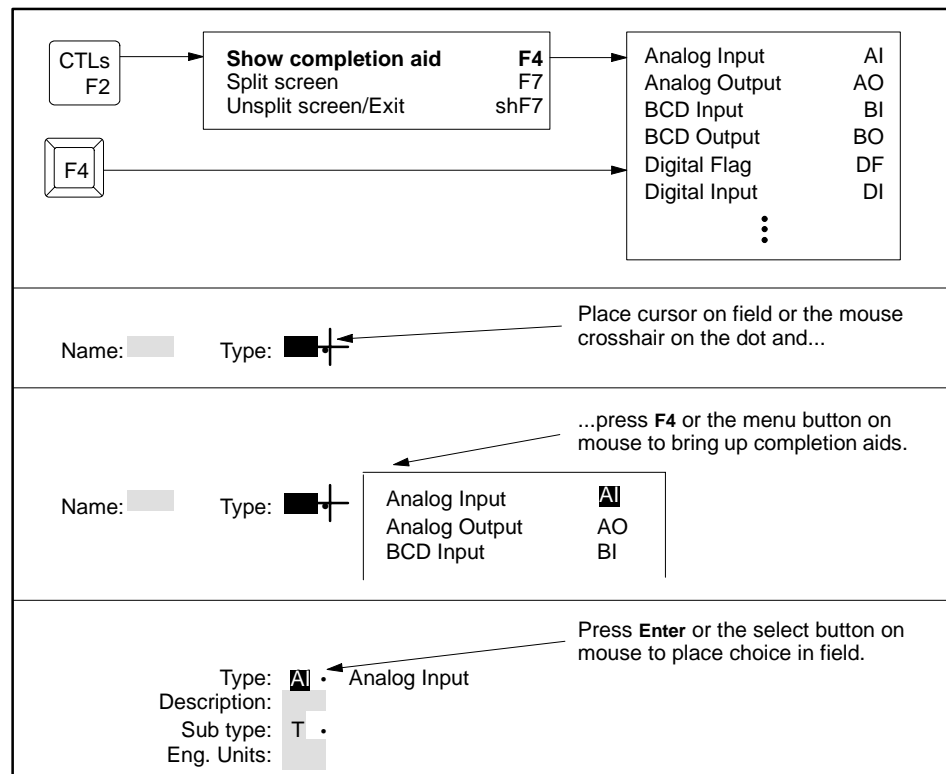 CTLs
F2
Show completion aid F4
Split screen F7
Unsplit screen/Exit shF7
Analog Input AI
Analog Output AO
BCD Input BI
BCD Output BO
Digital Flag DF
Digital Input DI
F4
Place cursor on field or the mouse
crosshair on the dot and...
Name: Type:
...press F4 or the menu button on
mouse to bring up completion aids.
Name: Type:
Analog Input AI
Analog Output AO
BCD Input BI
Press Enter or the select button on
mouse to place choice in field.
Type: AI Analog Input
Description:
Sub type: T
Eng. Units: